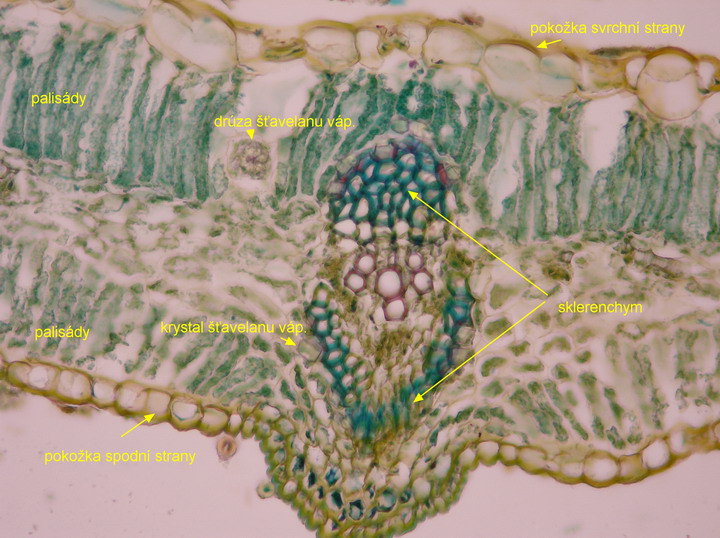 pokožka svrchní strany
palisády
drúza šťavelanu váp.
sklerenchym
krystal šťavelanu váp.
palisády
pokožka spodní strany